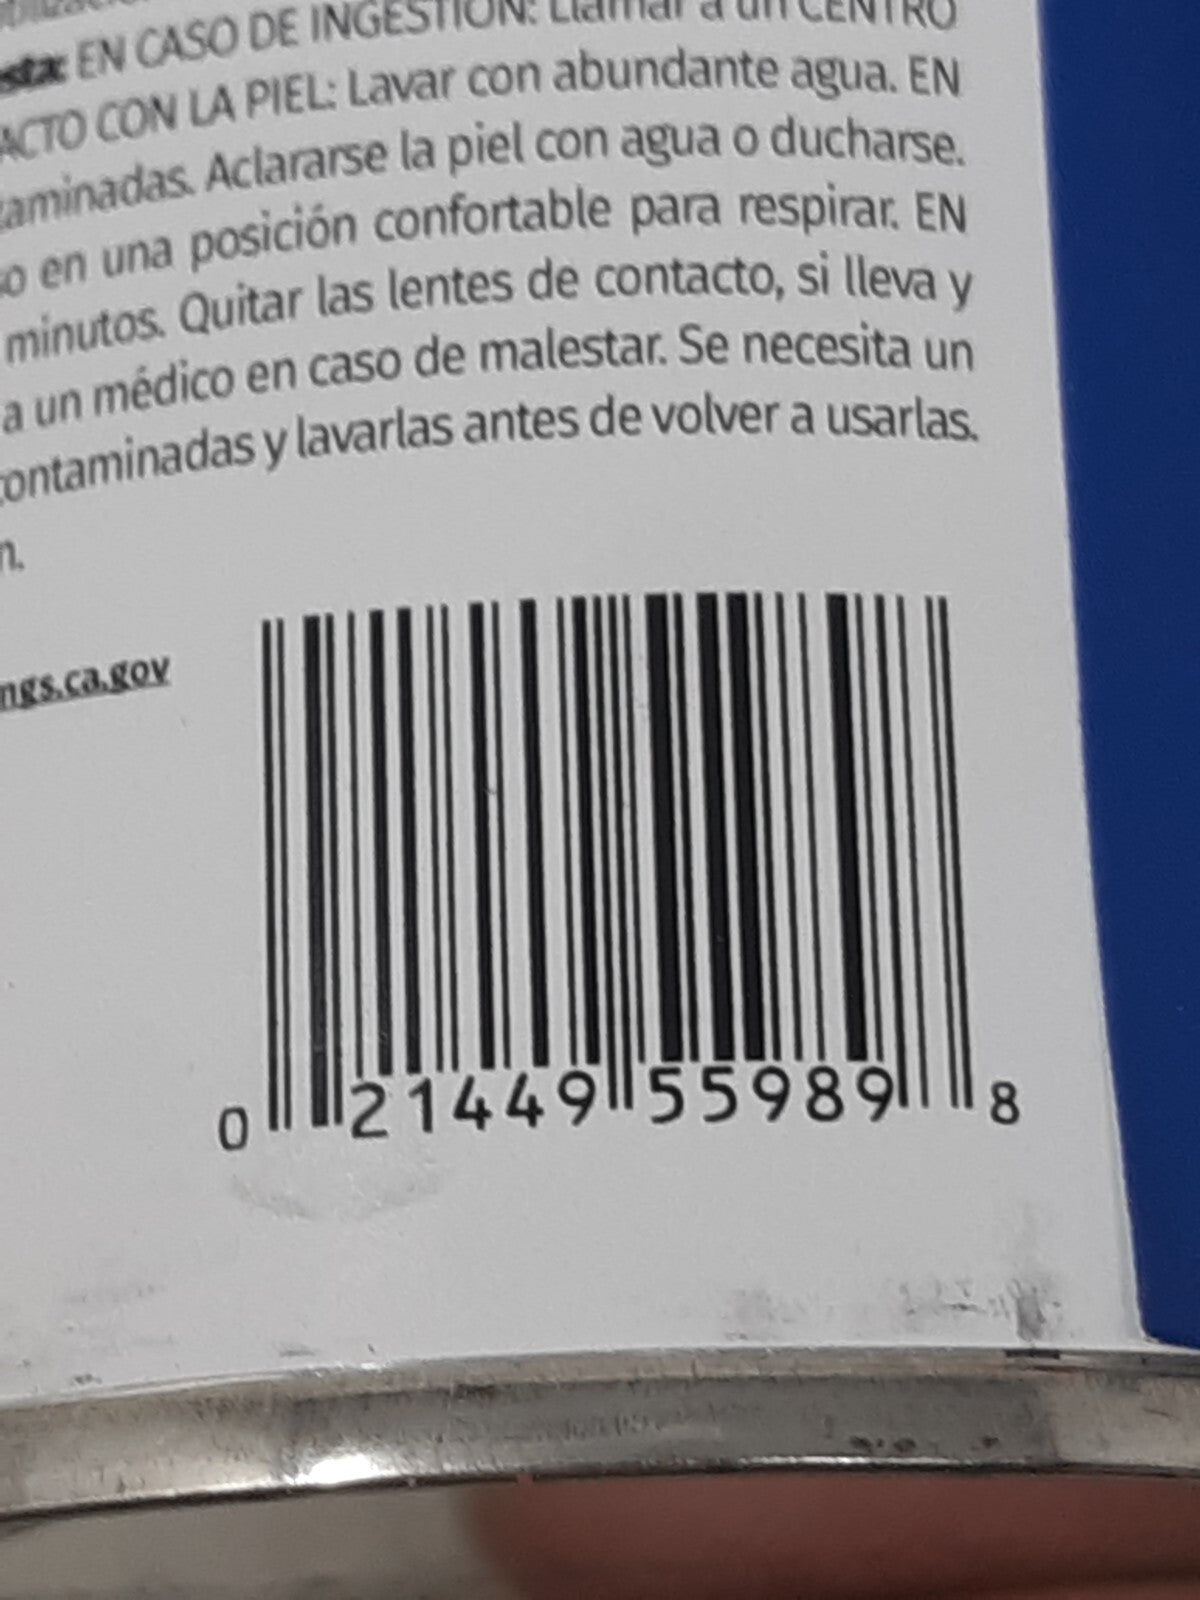 EN CASO DE INGESTIÓN: Llamar a un CENTRO
ACTO CON LA PIEL: Lavar con abundante agua. EN
taminadas. Aclararse la piel con agua o ducharse.
so en una posición confortable para respirar. EN
minutos. Quitar las lentes de contacto, si lleva y
a un médico en caso de malestar. Se necesita un
contaminadas y lavarlas antes de volver a usarlas.
n.
ngs.ca.gov
0 21449 55989 8